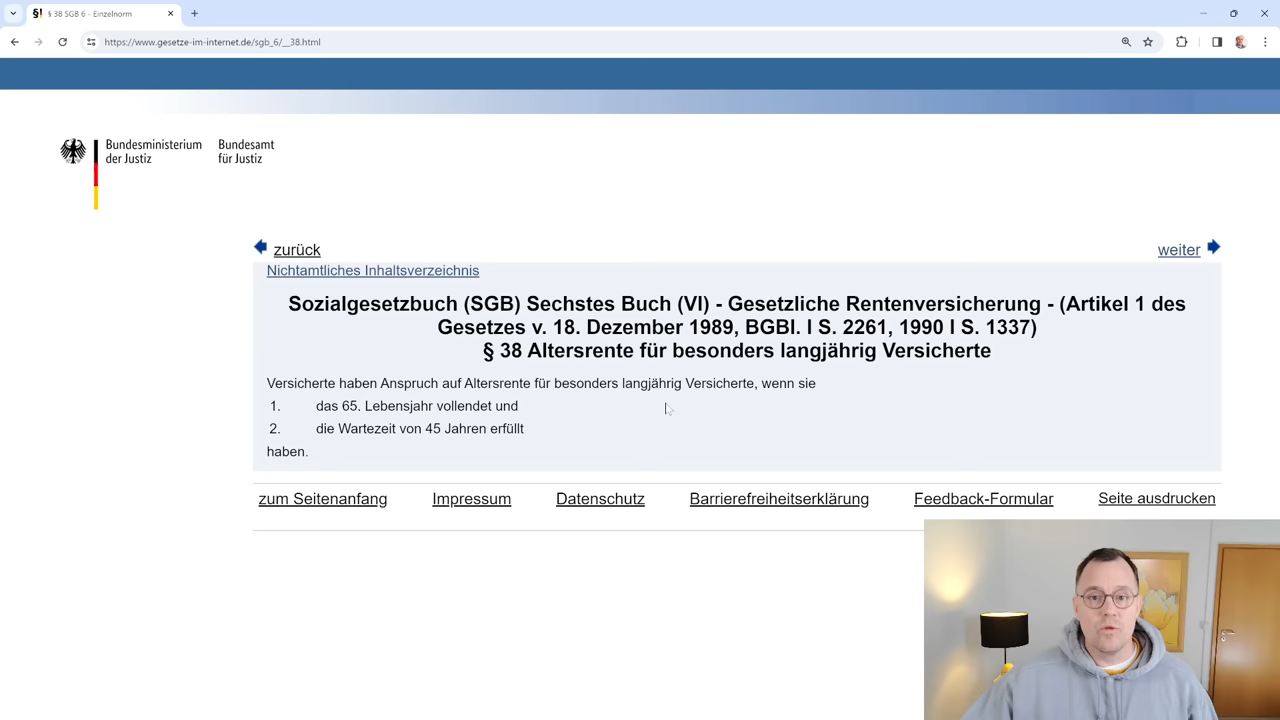 § 38 SGB 6 - Einzelnorm
https://www.gesetze-im-internet.de/sgb_6/__38.html
Bundesministerium der Justiz
Bundesamt für Justiz
zurück
weiter
Nichtamtliches Inhaltsverzeichnis
Sozialgesetzbuch (SGB) Sechstes Buch (VI) - Gesetzliche Rentenversicherung - (Artikel 1 des
Gesetzes v. 18. Dezember 1989, BGBl. I S. 2261, 1990 I S. 1337)
§ 38 Altersrente für besonders langjährig Versicherte
Versicherte haben Anspruch auf Altersrente für besonders langjährig Versicherte, wenn sie
1. das 65. Lebensjahr vollendet und
2. die Wartezeit von 45 Jahren erfüllt
haben.
zum Seitenanfang Impressum Datenschutz Barrierefreiheitserklärung Feedback-Formular Seite ausdrucken